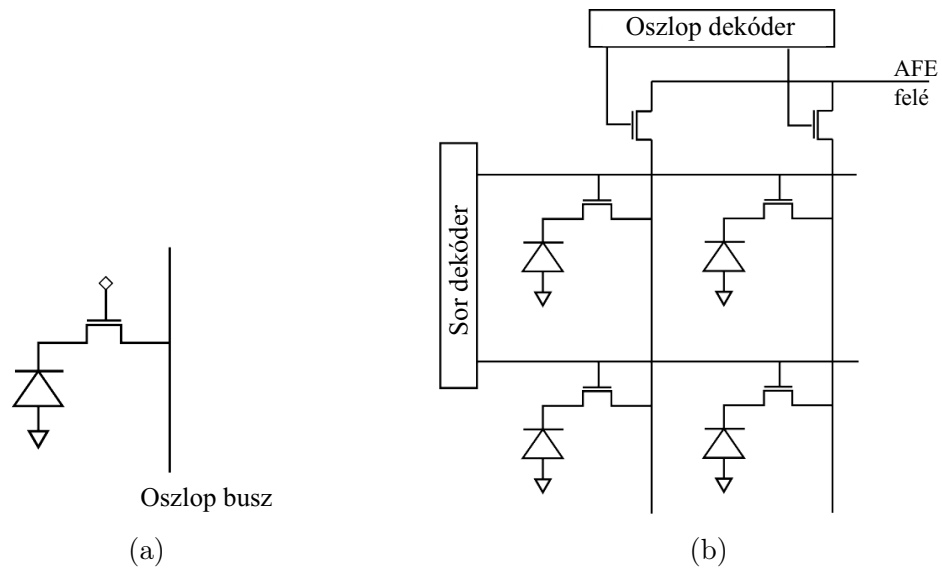 Oszlop dekóder
AFE
felé
Sor dekóder
Oszlop busz
(a)
(b)